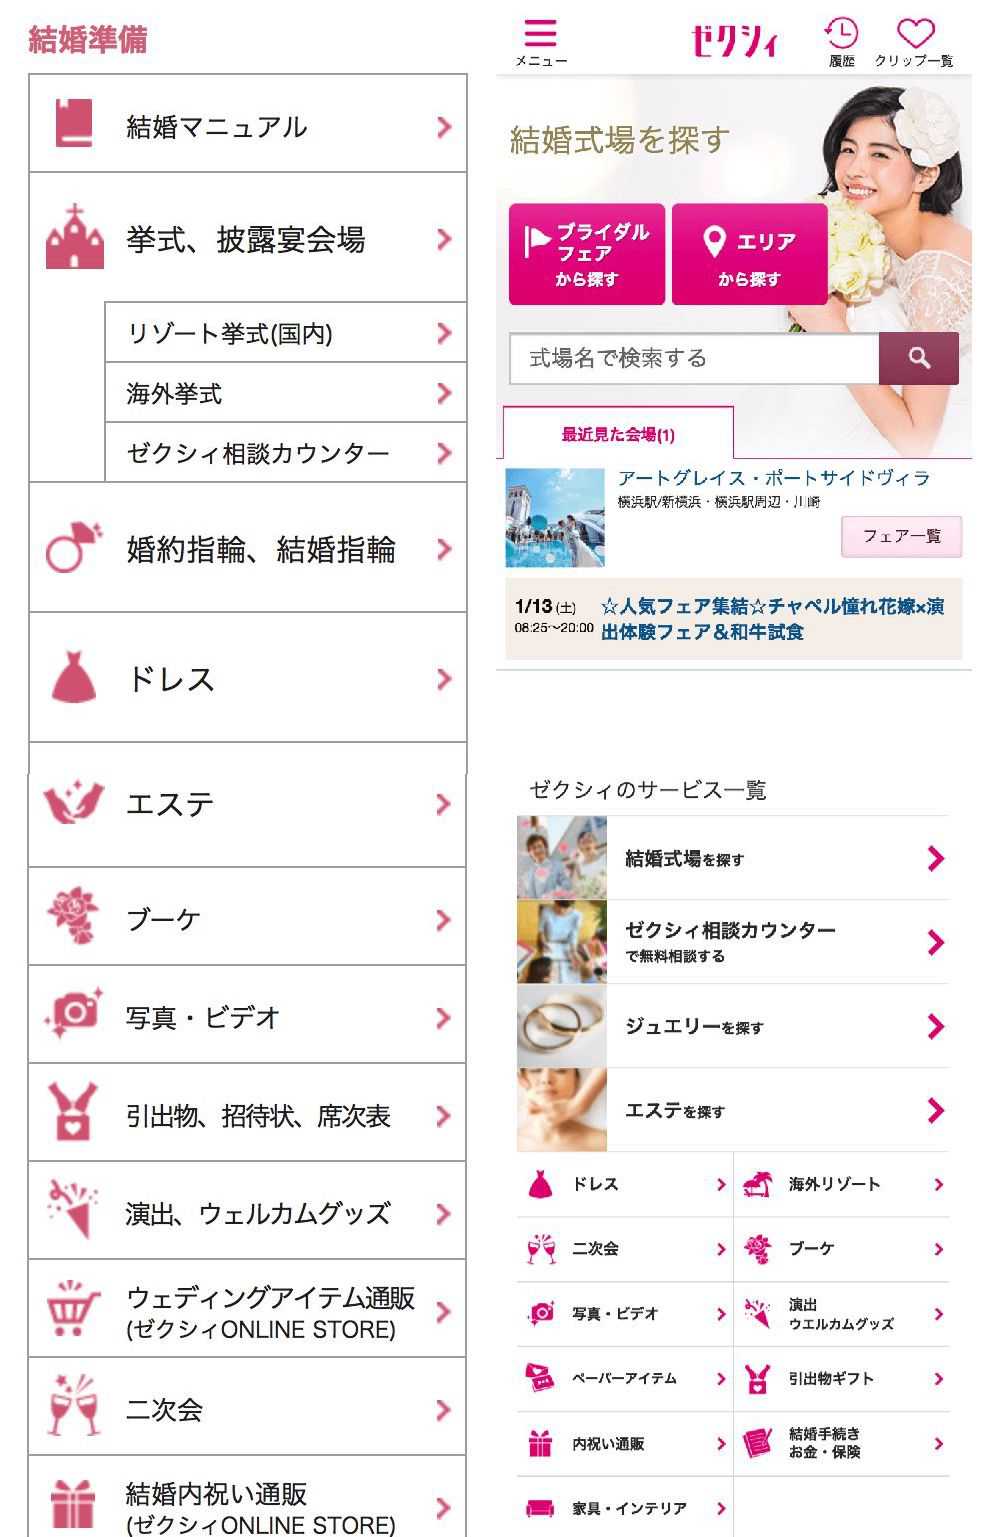 結婚準備
結婚マニュアル
挙式、披露宴会場
リゾート挙式(国内)
海外挙式
ゼクシィ相談カウンター
婚約指輪、結婚指輪
ドレス
エステ
ブーケ
写真・ビデオ
引出物、招待状、席次表
演出、ウェルカムグッズ
ウェディングアイテム通販
(ゼクシィONLINE STORE)
二次会
結婚内祝い通販
(ゼクシィONLINE STORE)
メニュー
ゼクシィ
履歴
クリップ一覧
結婚式場を探す
ブライダル
フェア
から探す
エリア
から探す
式場名で検索する
最近見た会場(1)
アートグレイス・ポートサイドヴィラ
横浜駅/新横浜・横浜駅周辺・川崎
フェア一覧
1/13(土)
08:25〜20:00
☆人気フェア集結☆チャペル憧れ花嫁×演
出体験フェア＆和牛試食
ゼクシィのサービス一覧
結婚式場を探す
ゼクシィ相談カウンター
で無料相談する
ジュエリーを探す
エステを探す
ドレス
海外リゾート
二次会
ブーケ
写真・ビデオ
演出
ウエルカムグッズ
ペーパーアイテム
引出物ギフト
内祝い通販
結婚手続き
お金・保険
家具・インテリア